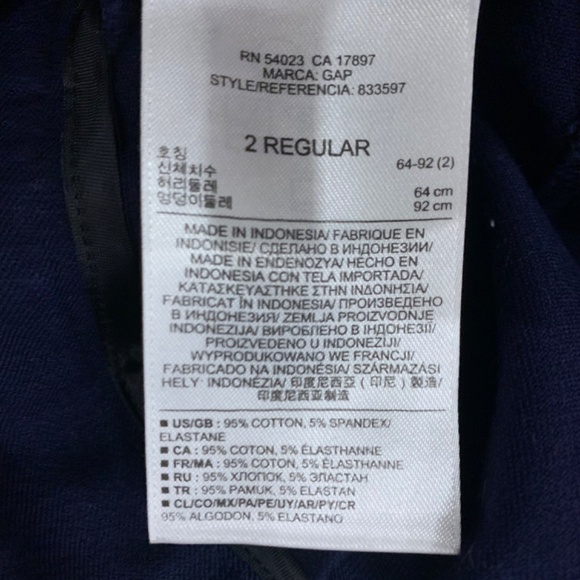 RN 54023 CA 17897
MARCA: GAP
STYLE/REFERENCIA: 833597
2 REGULAR
호칭 64-92 (2)
신체치수
허리둘레 64 cm
엉덩이둘레 92 cm
MADE IN INDONESIA/ FABRIQUE EN
INDONISIE/ СДЕЛАНО В ИНДОНЕЗИИ/
MADE IN ENDENOZYA/ HECHO EN
INDONESIA CON TELA IMPORTADA/
ΚΑΤΑΣΚΕΥΑΣΤΗΚΕ ΣΤΗΝ ΙΝΔΟΝΗΣΙΑ/
FABRICAT ÎN INDONESIA/ ПРОИЗВЕДЕНО
В ИНДОНЕЗИЯ/ ZEMLJA PROIZVODNJE
INDONEZIJA/ ВИРОБЛЕНО В ІНДОНЕЗІЇ/
PROIZVEDENO U INDONEZIJI/
WYPRODUKOWANO WE FRANCJI/
FABRICADO NA INDONÉSIA/ SZÁRMAZÁSI
HELY: INDONÉZIA/ 印度尼西亞（印尼）製造/
印度尼西亚制造
■ US/GB : 95% COTTON, 5% SPANDEX/
ELASTANE
■ CA : 95% COTON, 5% ÉLASTHANNE
■ FR/MA : 95% COTON, 5% ÉLASTHANNE
■ RU : 95% ХЛОПОК, 5% ЭЛАСТАН
■ TR : 95% PAMUK, 5% ELASTAN
■ CL/CO/MX/PA/PE/UY/AR/PY/CR
95% ALGODON, 5% ELASTANO